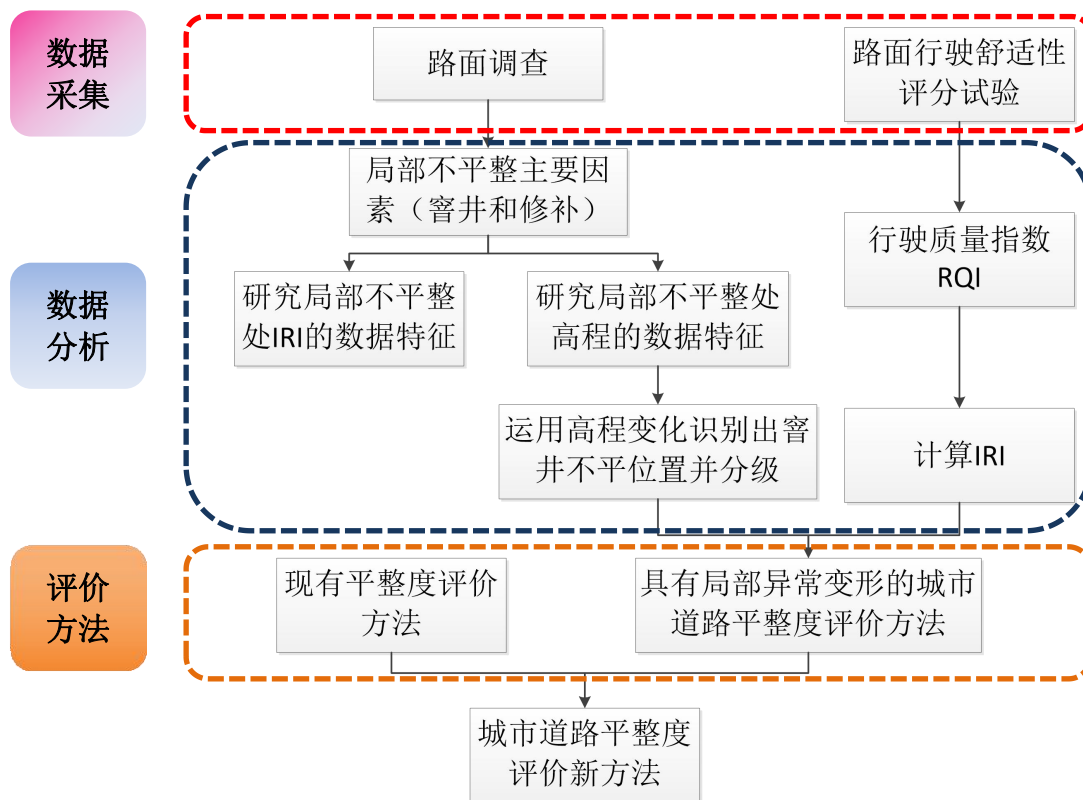 数据
采集
路面调查
路面行驶舒适性
评分试验
数据
分析
局部不平整主要因
素（窨井和修补）
研究局部不平整
处IRI的数据特征
研究局部不平整处
高程的数据特征
行驶质量指数
RQI
运用高程变化识别出窨
井不平位置并分级
计算IRI
评价
方法
现有平整度评价
方法
具有局部异常变形的城市
道路平整度评价方法
城市道路平整度
评价新方法